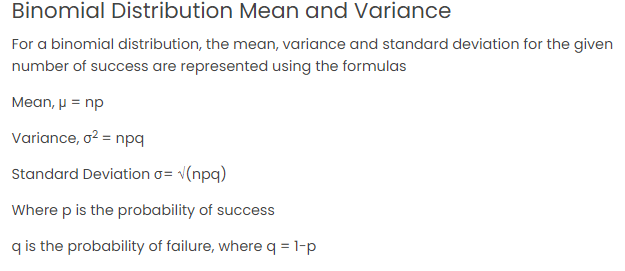 Binomial Distribution Mean and Variance
For a binomial distribution, the mean, variance and standard deviation for the given
number of success are represented using the formulas
Mean, μ = np
Variance, σ² = npq
Standard Deviation σ= √(npq)
Where p is the probability of success
q is the probability of failure, where q = 1-p